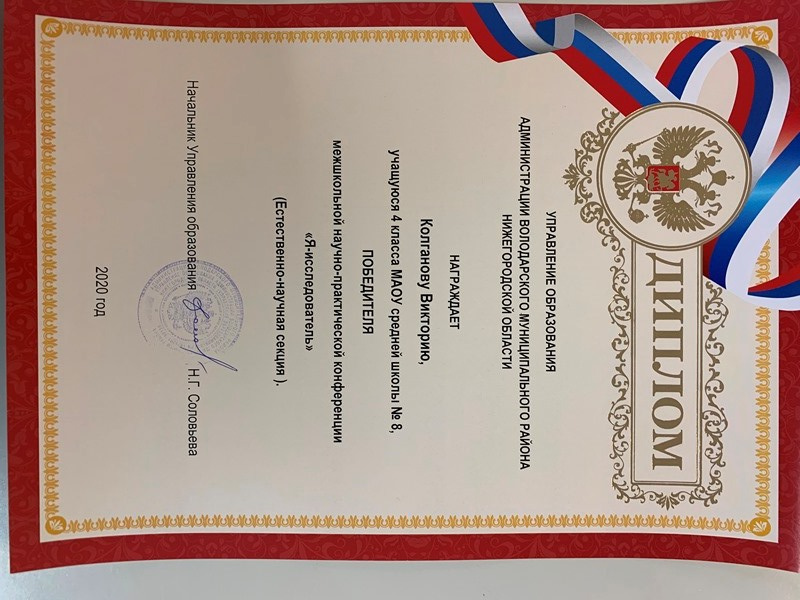 ДИПЛОМ
УПРАВЛЕНИЕ ОБРАЗОВАНИЯ
АДМИНИСТРАЦИИ ВОЛОДАРСКОГО МУНИЦИПАЛЬНОГО РАЙОНА
НИЖЕГОРОДСКОЙ ОБЛАСТИ
НАГРАЖДАЕТ
Колганову Викторию,
учащуюся 4 класса МАОУ средней школы № 8,
ПОБЕДИТЕЛЯ
межшкольной научно-практической конференции
«Я-исследователь»
(Естественно-научная секция ).
Начальник Управления образования Н.Г. Соловьева
2020 год